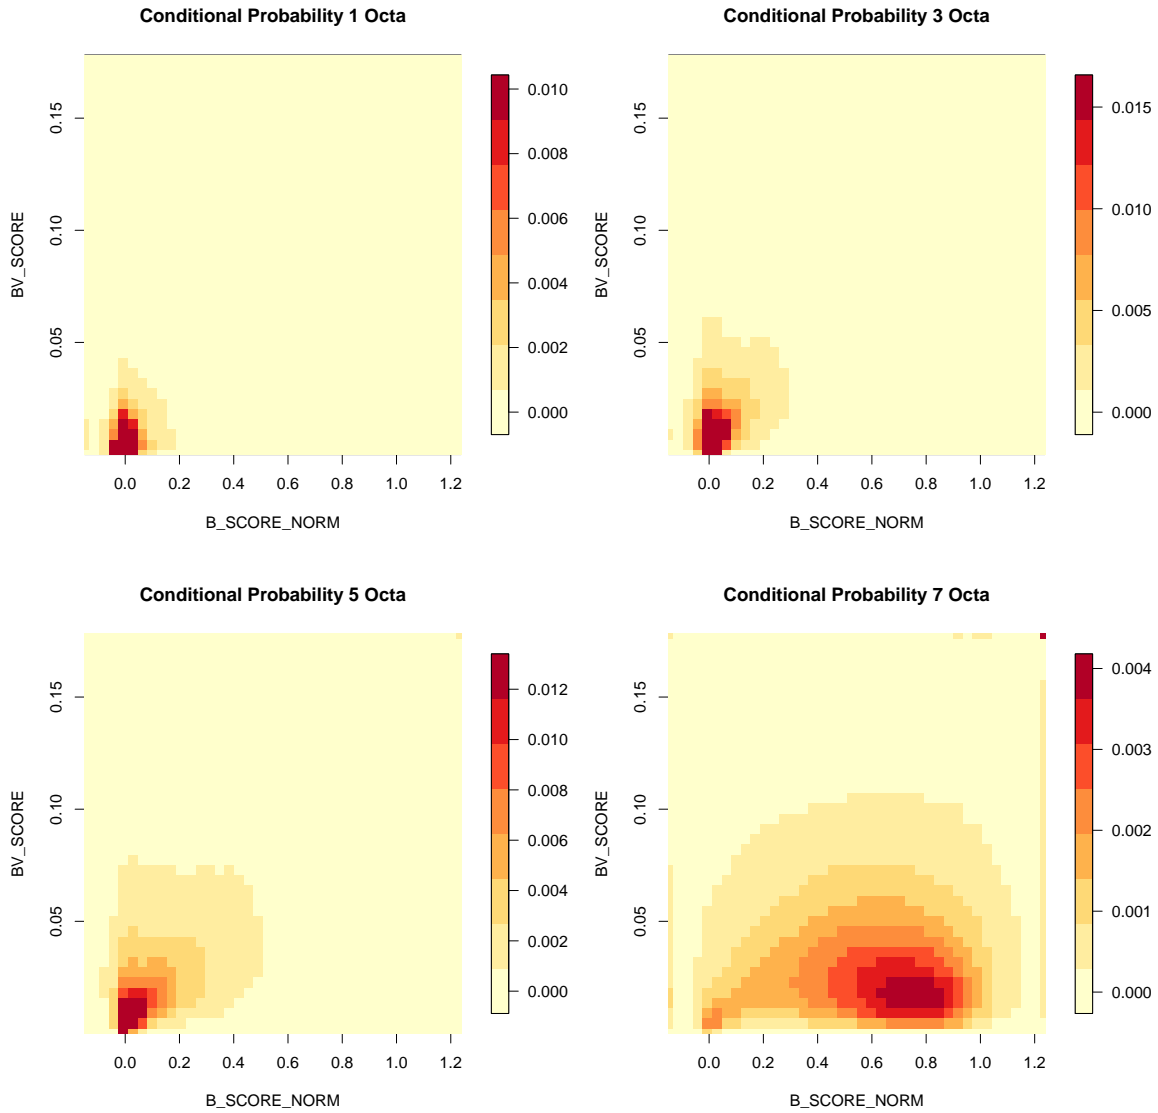 Conditional Probability 1 Octa
BV_SCORE
0.15
0.10
0.05
0.0 0.2 0.4 0.6 0.8 1.0 1.2
B_SCORE_NORM
0.010
0.008
0.006
0.004
0.002
0.000
Conditional Probability 3 Octa
BV_SCORE
0.15
0.10
0.05
0.0 0.2 0.4 0.6 0.8 1.0 1.2
B_SCORE_NORM
0.015
0.010
0.005
0.000
Conditional Probability 5 Octa
BV_SCORE
0.15
0.10
0.05
0.0 0.2 0.4 0.6 0.8 1.0 1.2
B_SCORE_NORM
0.012
0.010
0.008
0.006
0.004
0.002
0.000
Conditional Probability 7 Octa
BV_SCORE
0.15
0.10
0.05
0.0 0.2 0.4 0.6 0.8 1.0 1.2
B_SCORE_NORM
0.004
0.003
0.002
0.001
0.000